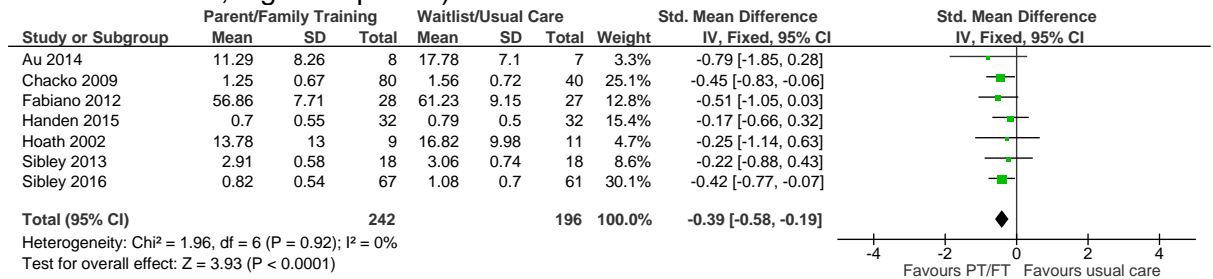 Parent/Family Training Waitlist/Usual Care Std. Mean Difference Std. Mean Difference
Study or Subgroup Mean SD Total Mean SD Total Weight IV, Fixed, 95% CI IV, Fixed, 95% CI
Au 2014 11.29 8.26 8 17.78 7.1 7 3.3% -0.79 [-1.85, 0.28]
Chacko 2009 1.25 0.67 80 1.56 0.72 40 25.1% -0.45 [-0.83, -0.06]
Fabiano 2012 56.86 7.71 28 61.23 9.15 27 12.8% -0.51 [-1.05, 0.03]
Handen 2015 0.7 0.55 32 0.79 0.5 32 15.4% -0.17 [-0.66, 0.32]
Hoath 2002 13.78 13 9 16.82 9.98 11 4.7% -0.25 [-1.14, 0.63]
Sibley 2013 2.91 0.58 18 3.06 0.74 18 8.6% -0.22 [-0.88, 0.43]
Sibley 2016 0.82 0.54 67 1.08 0.7 61 30.1% -0.42 [-0.77, -0.07]
Total (95% CI) 242 196 100.0% -0.39 [-0.58, -0.19]
Heterogeneity: Chi² = 1.96, df = 6 (P = 0.92); I² = 0%
Test for overall effect: Z = 3.93 (P < 0.0001)
-4 -2 0 2 4
Favours PT/FT Favours usual care